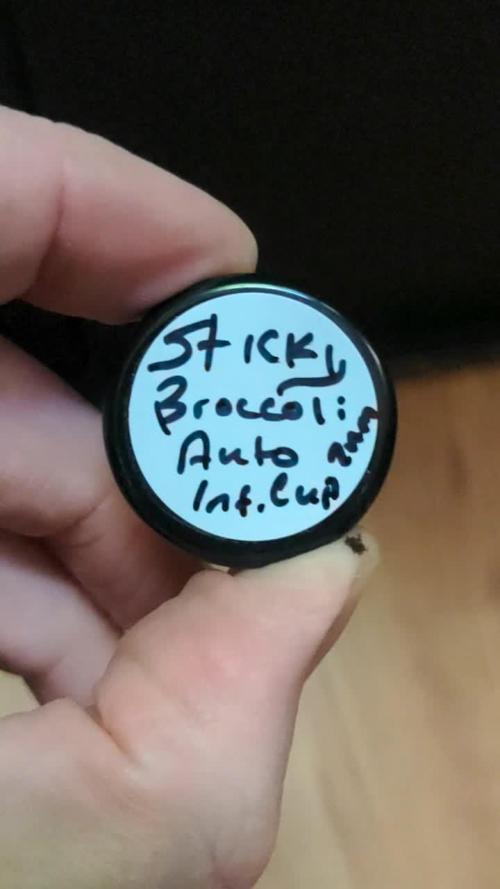 Sticky
Broccoli
Auto
Inf. Cup